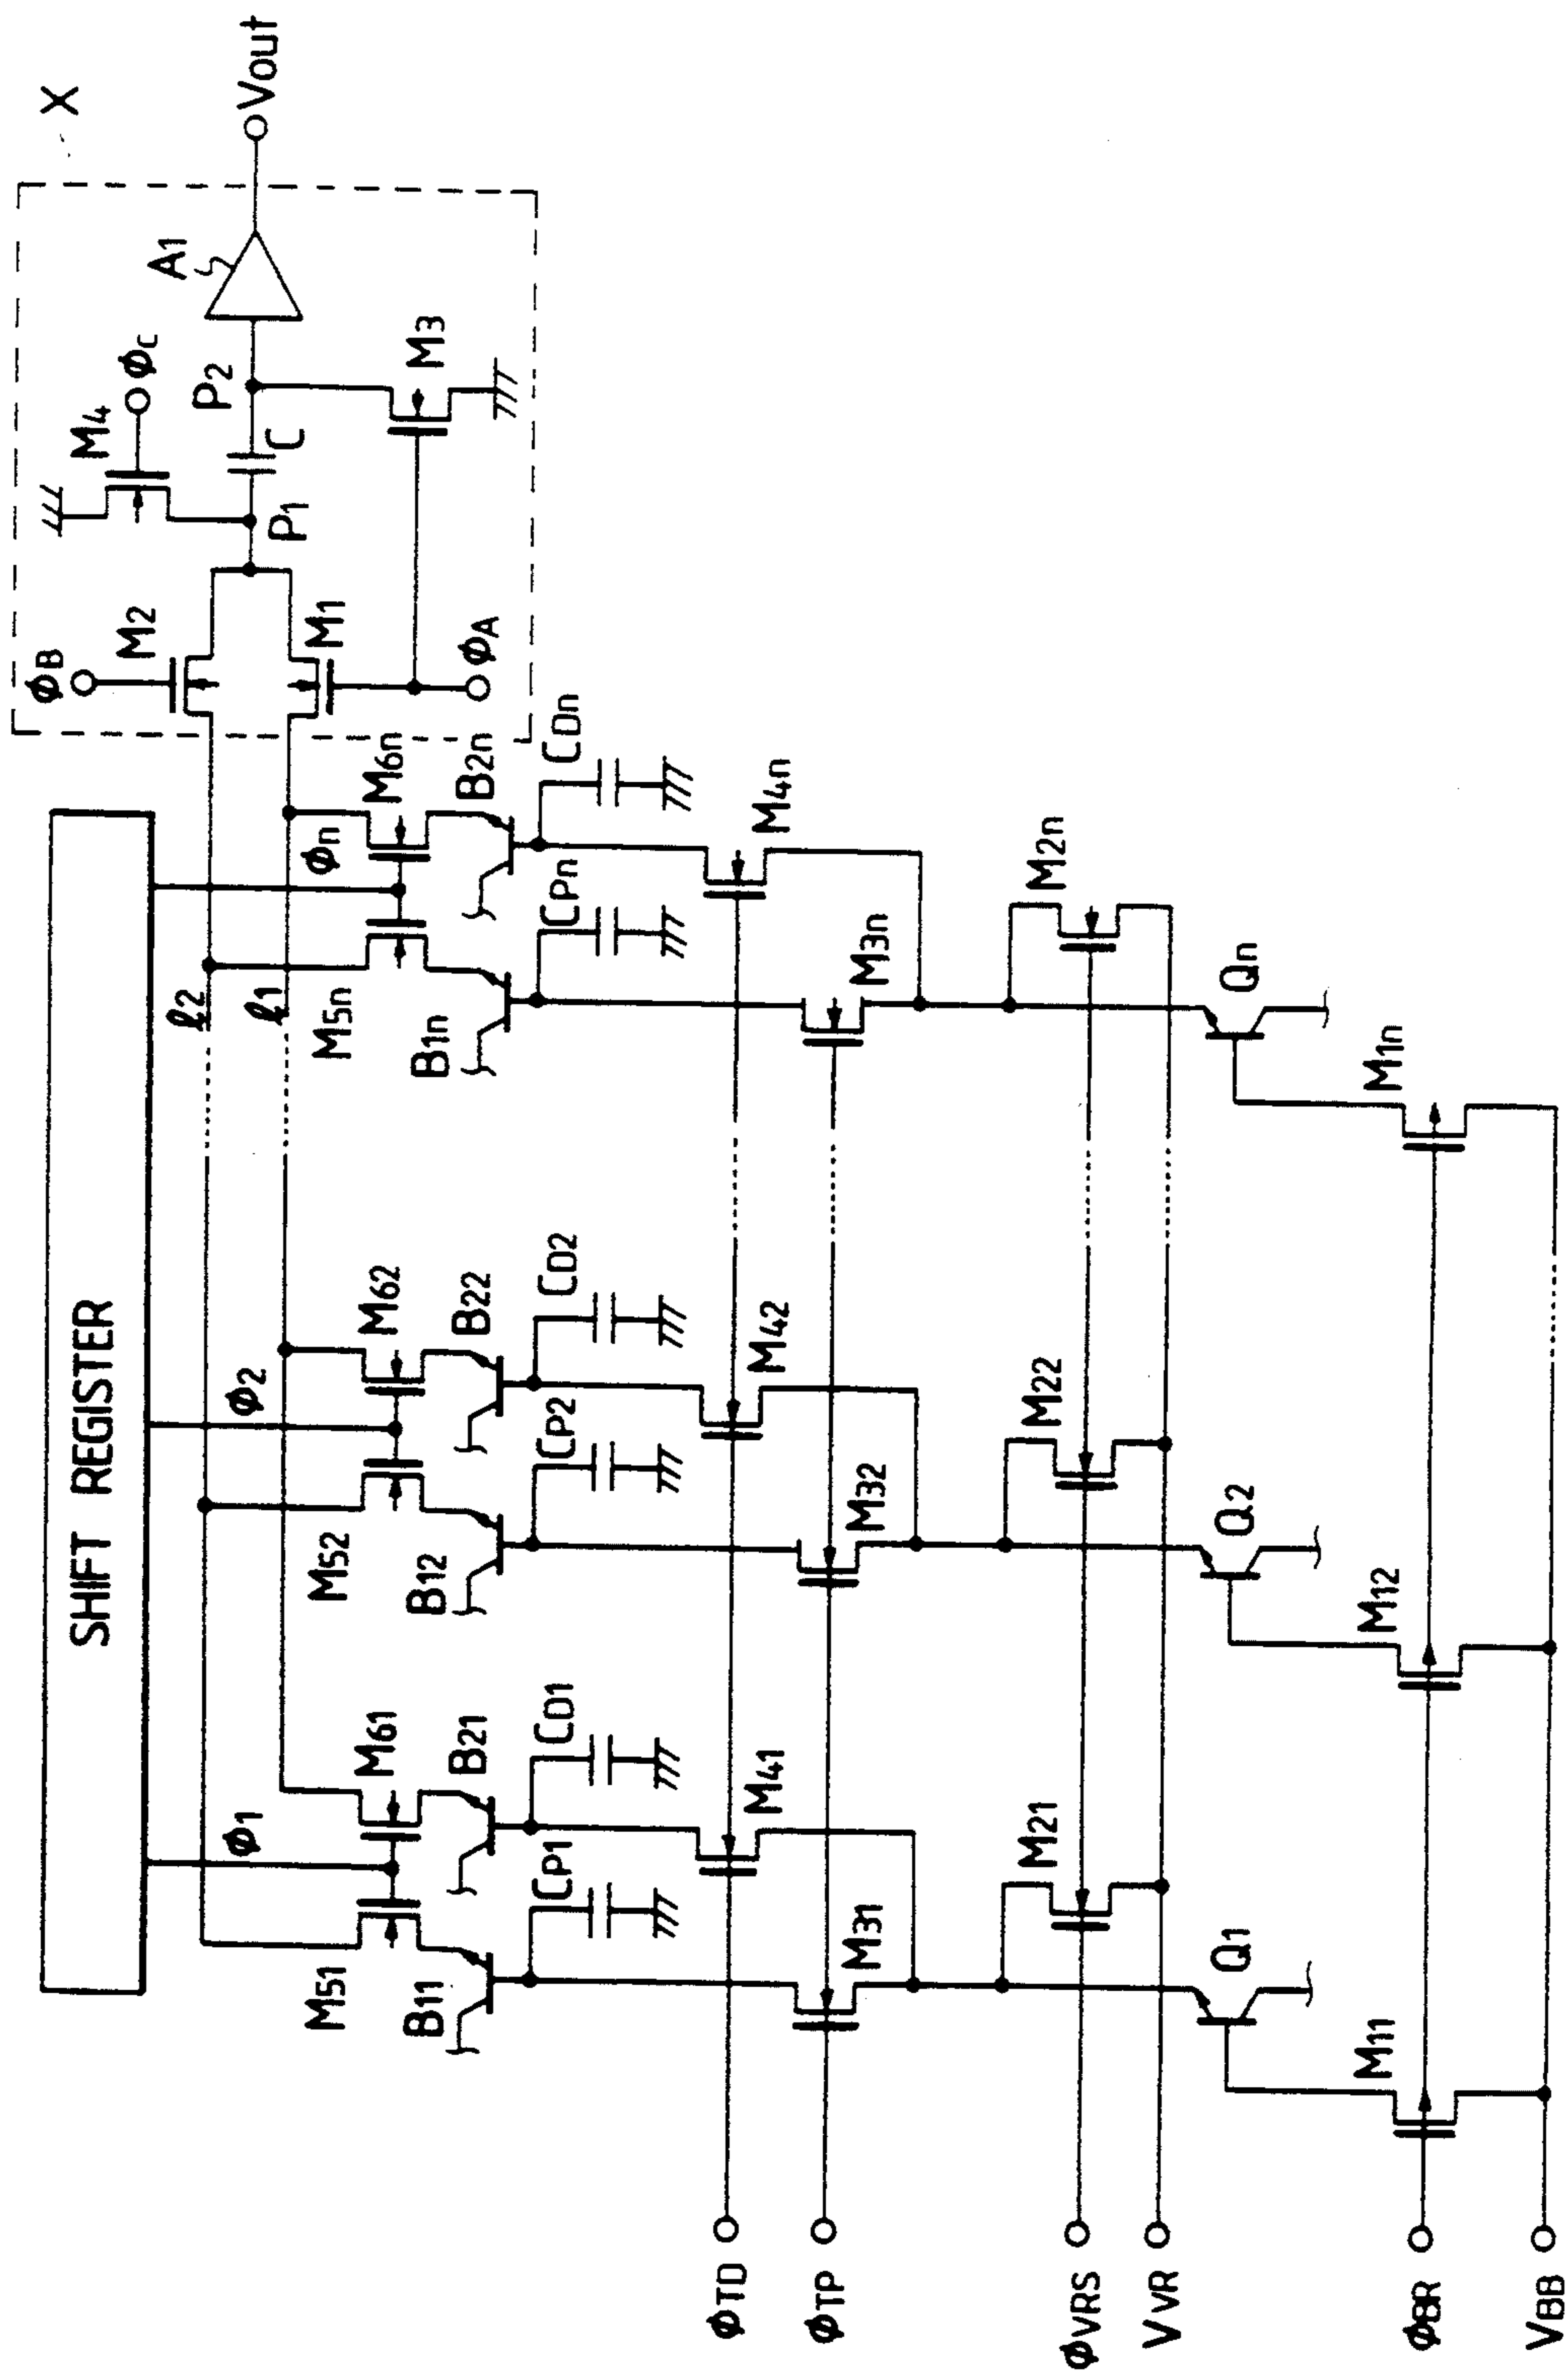 X
ϕB
M2
M4
ϕC
A1
Vout
P1
C
P2
M1
ϕA
M3
SHIFT REGISTER
ℓ2
ℓ1
ϕ1
ϕ2
ϕn
M51
M61
M52
M62
M5n
M6n
B11
B21
B12
B22
B1n
B2n
CP1
CD1
CP2
CD2
CPn
CDn
ϕTD
M41
M42
M4n
ϕTP
M31
M32
M3n
ϕVRS
M21
M22
M2n
VVR
Q1
Q2
Qn
ϕBR
M11
M12
M1n
VBB